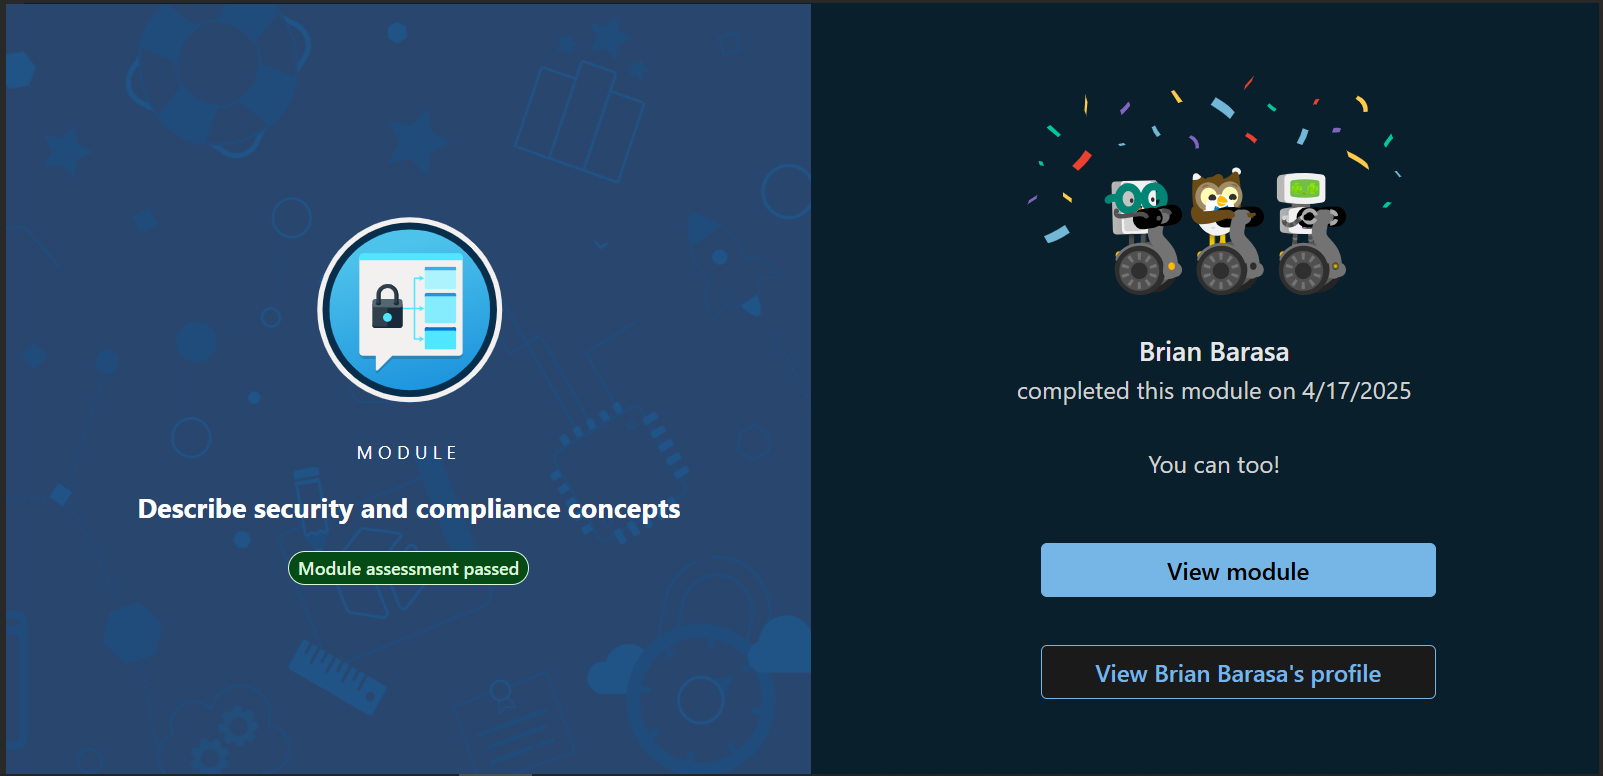 MODULE
Describe security and compliance concepts
Module assessment passed
Brian Barasa
completed this module on 4/17/2025
You can too!
View module
View Brian Barasa's profile